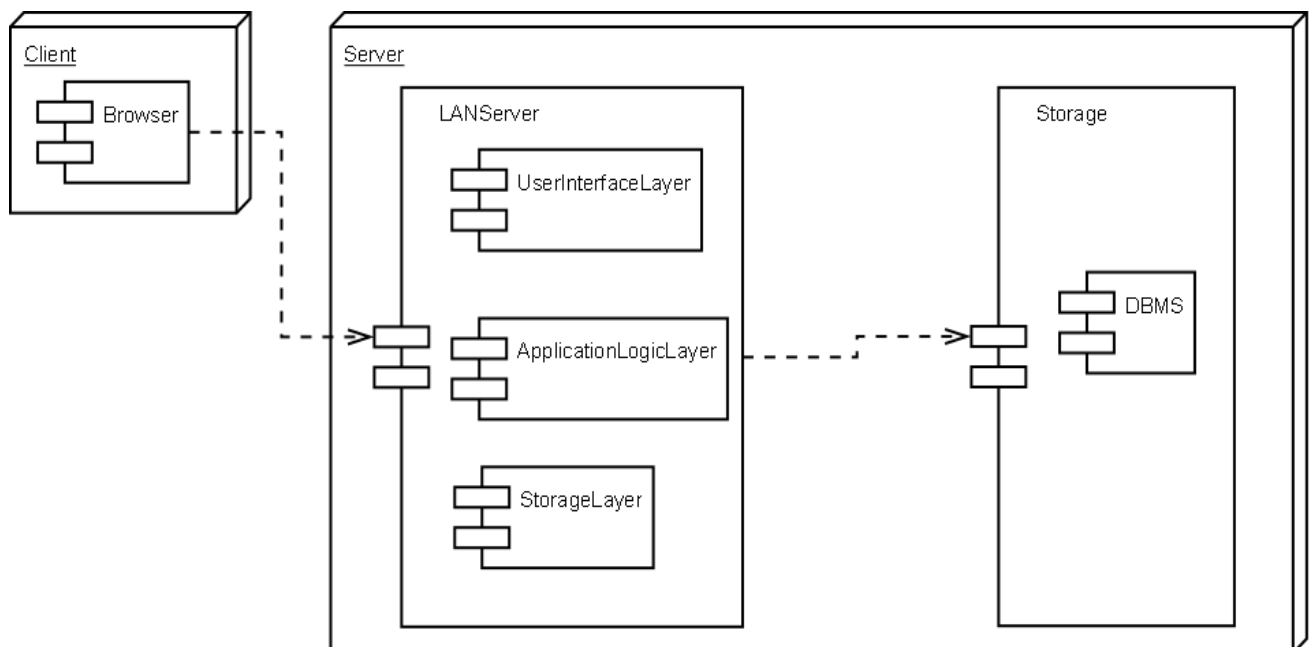 Client
Browser
Server
LANServer
UserInterfaceLayer
ApplicationLogicLayer
StorageLayer
Storage
DBMS